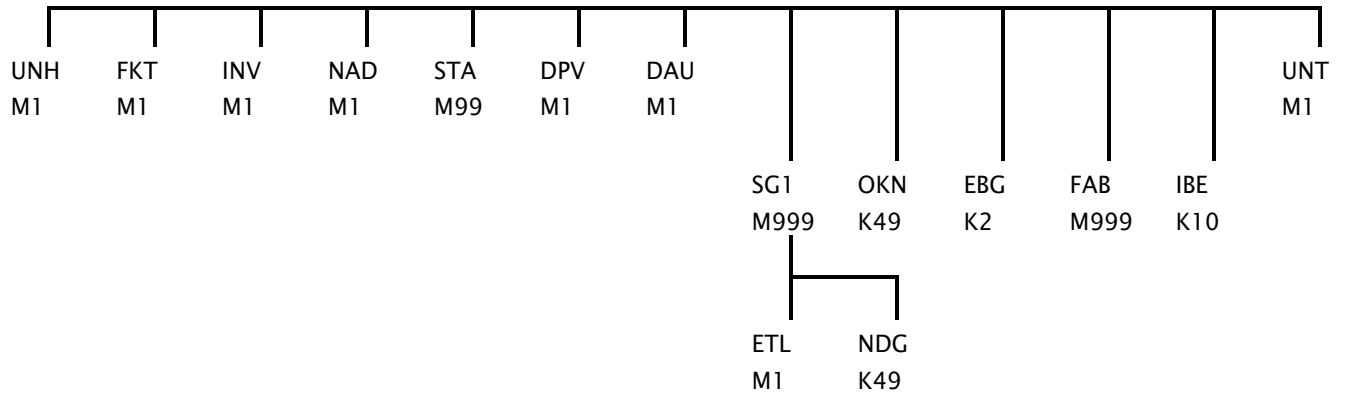 UNH FKT INV NAD STA DPV DAU UNT
M1 M1 M1 M1 M99 M1 M1 M1
SG1 OKN EBG FAB IBE
M999 K49 K2 M999 K10
ETL NDG
M1 K49